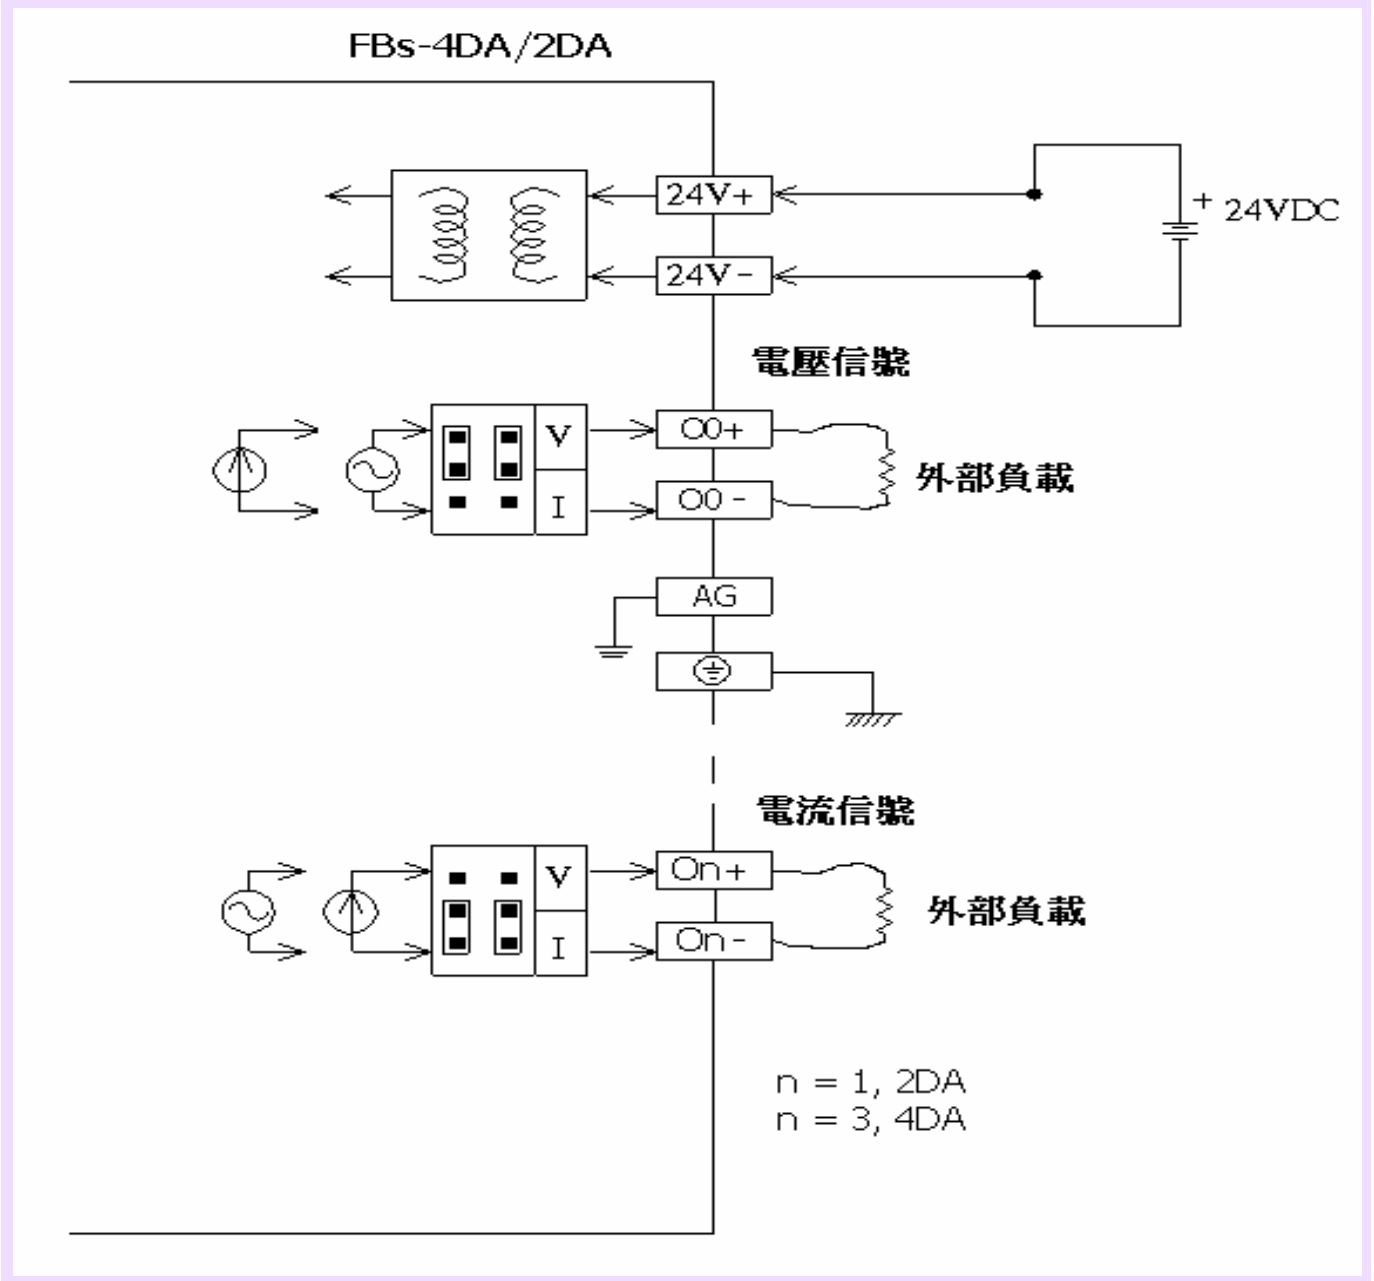 FBs-4DA/2DA
24V+
+ 24VDC
24V-
電壓信號
V
O0+
外部負載
I
O0-
AG
電流信號
V
On+
外部負載
I
On-
n = 1, 2DA
n = 3, 4DA